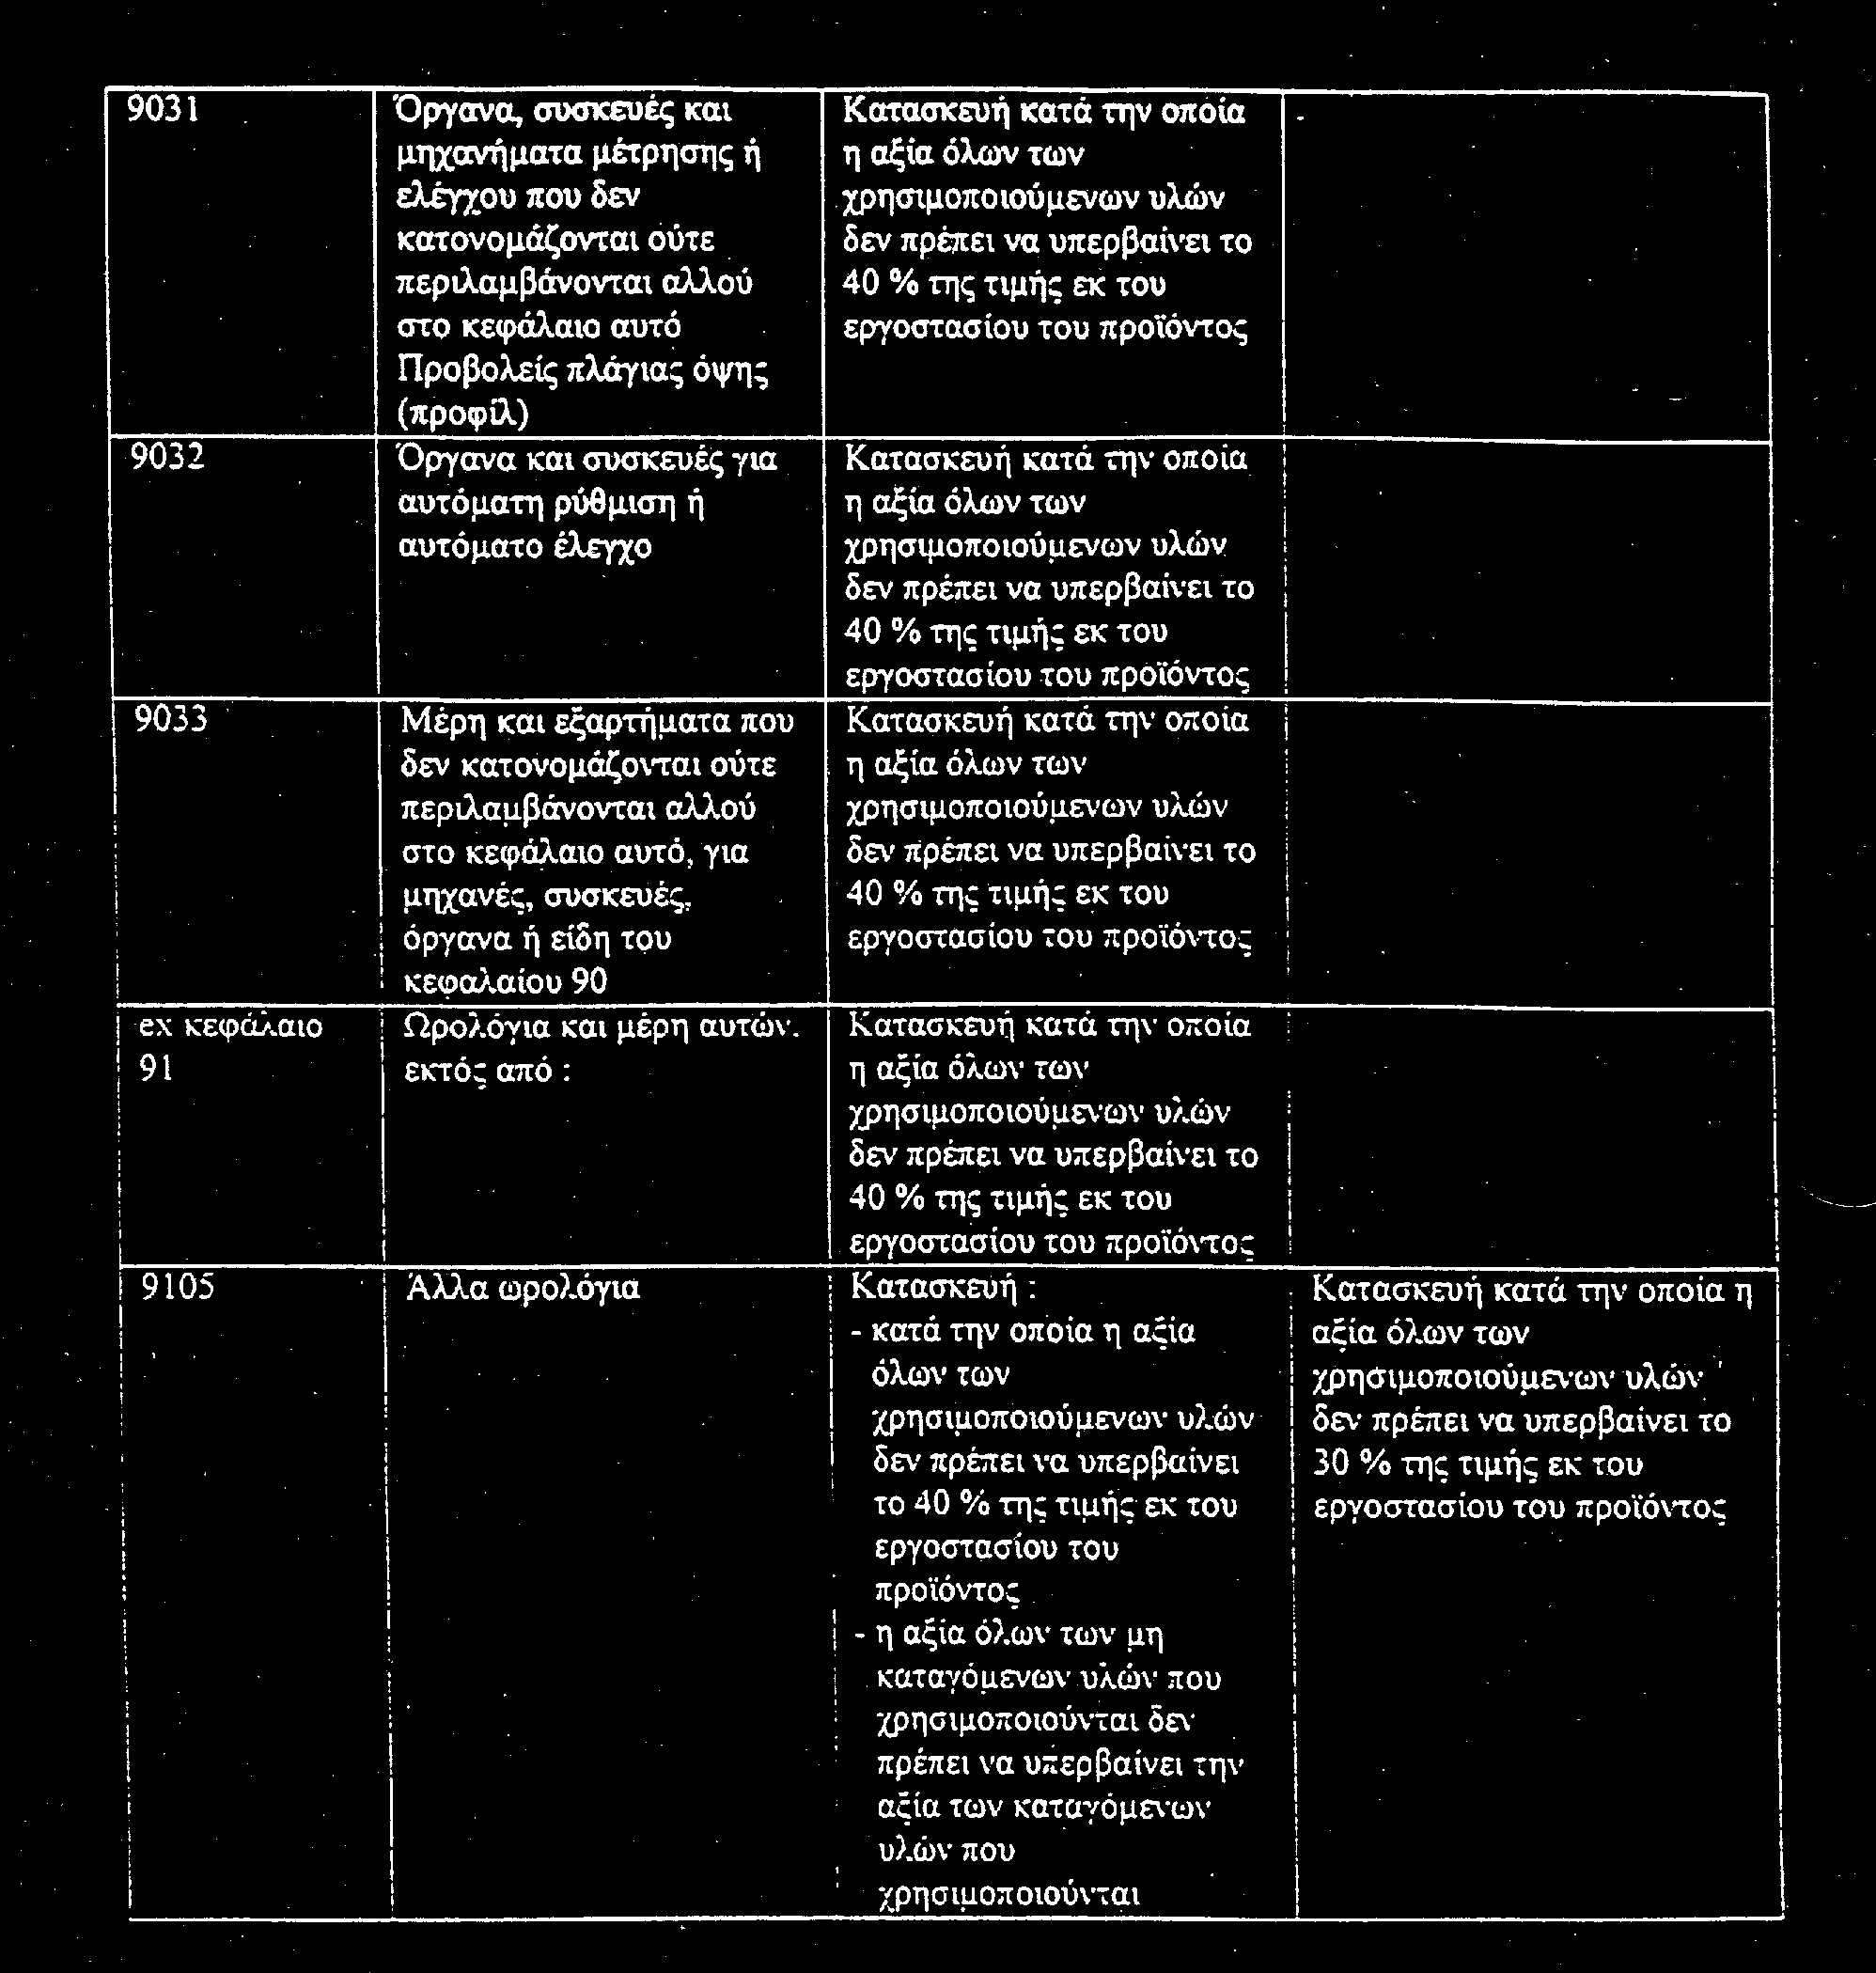 9031
Όργανα, συσκευές και
μηχανήματα μέτρησης ή
ελέγχου που δεν
κατονομάζονται ούτε
περιλαμβάνονται αλλού
στο κεφάλαιο αυτό
Προβολείς πλάγιας όψης
(προφίλ)
Κατασκευή κατά την οποία
η αξία όλων των
χρησιμοποιούμενων υλών
δεν πρέπει να υπερβαίνει το
40 % της τιμής εκ του
εργοστασίου του προϊόντος
9032
Όργανα και συσκευές για
αυτόματη ρύθμιση ή
αυτόματο έλεγχο
Κατασκευή κατά την οποία
η αξία όλων των
χρησιμοποιούμενων υλών
δεν πρέπει να υπερβαίνει το
40 % της τιμής εκ του
εργοστασίου του προϊόντος
9033
Μέρη και εξαρτήματα που
δεν κατονομάζονται ούτε
περιλαμβάνονται αλλού
στο κεφάλαιο αυτό, για
μηχανές, συσκευές,
όργανα ή είδη του
κεφαλαίου 90
Κατασκευή κατά την οποία
η αξία όλων των
χρησιμοποιούμενων υλών
δεν πρέπει να υπερβαίνει το
40 % της τιμής εκ του
εργοστασίου του προϊόντος
ex κεφάλαιο
91
Ωρολόγια και μέρη αυτών,
εκτός από :
Κατασκευή κατά την οποία
η αξία όλων των
χρησιμοποιούμενων υλών
δεν πρέπει να υπερβαίνει το
40 % της τιμής εκ του
εργοστασίου του προϊόντος
9105
Άλλα ωρολόγια
Κατασκευή :
- κατά την οποία η αξία
όλων των
χρησιμοποιούμενων υλών
δεν πρέπει να υπερβαίνει
το 40 % της τιμής εκ του
εργοστασίου του
προϊόντος
- η αξία όλων των μη
καταγόμενων υλών που
χρησιμοποιούνται δεν
πρέπει να υπερβαίνει την
αξία των καταγόμενων
υλών που
χρησιμοποιούνται
Κατασκευή κατά την οποία η
αξία όλων των
χρησιμοποιούμενων υλών
δεν πρέπει να υπερβαίνει το
30 % της τιμής εκ του
εργοστασίου του προϊόντος